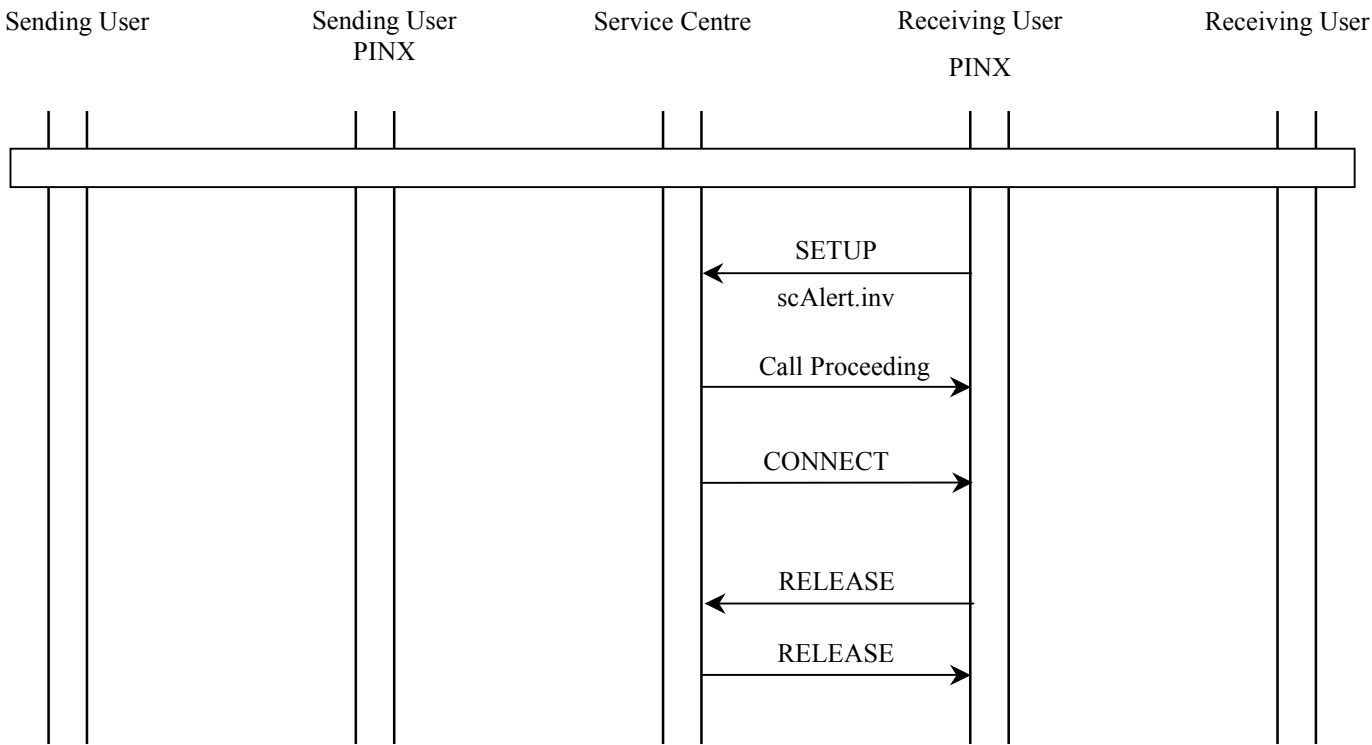 Sending User
Sending User
PINX
Service Centre
Receiving User
PINX
Receiving User
SETUP
scAlert.inv
Call Proceeding
CONNECT
RELEASE
RELEASE